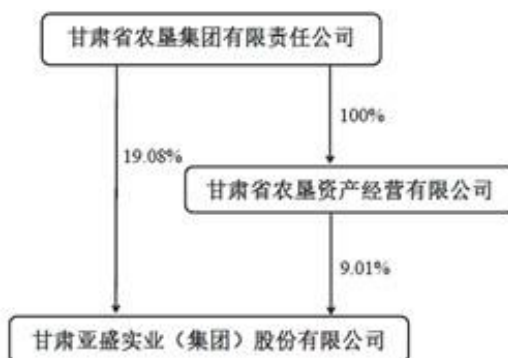 甘肃省农垦集团有限责任公司
100%
19.08%
甘肃省农垦资产经营有限公司
9.01%
甘肃亚盛实业（集团）股份有限公司